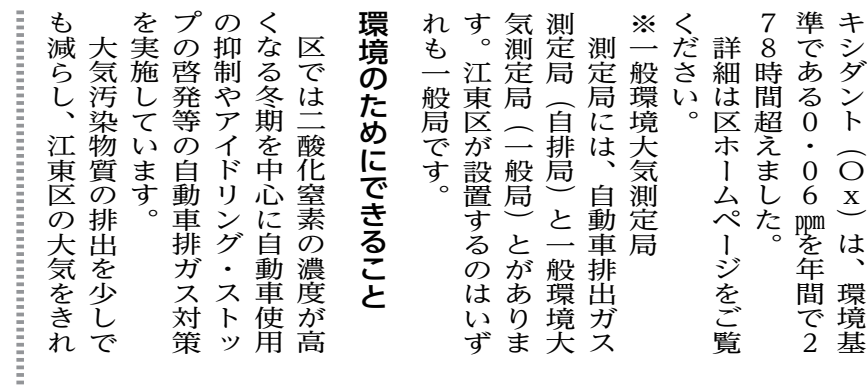 キシダント（Ox）は、環境基
準である0・06㏙を年間で2
78時間超えました。
　詳細は区ホームページをご覧
ください。
※一般環境大気測定局
　測定局には、自動車排出ガス
測定局（自排局）と一般環境大
気測定局（一般局）とがありま
す。江東区が設置するのはいず
れも一般局です。
環境のためにできること
　区では二酸化窒素の濃度が高
くなる冬期を中心に自動車使用
の抑制やアイドリング・ストッ
プの啓発等の自動車排ガス対策
を実施しています。
　大気汚染物質の排出を少しで
も減らし、江東区の大気をきれ